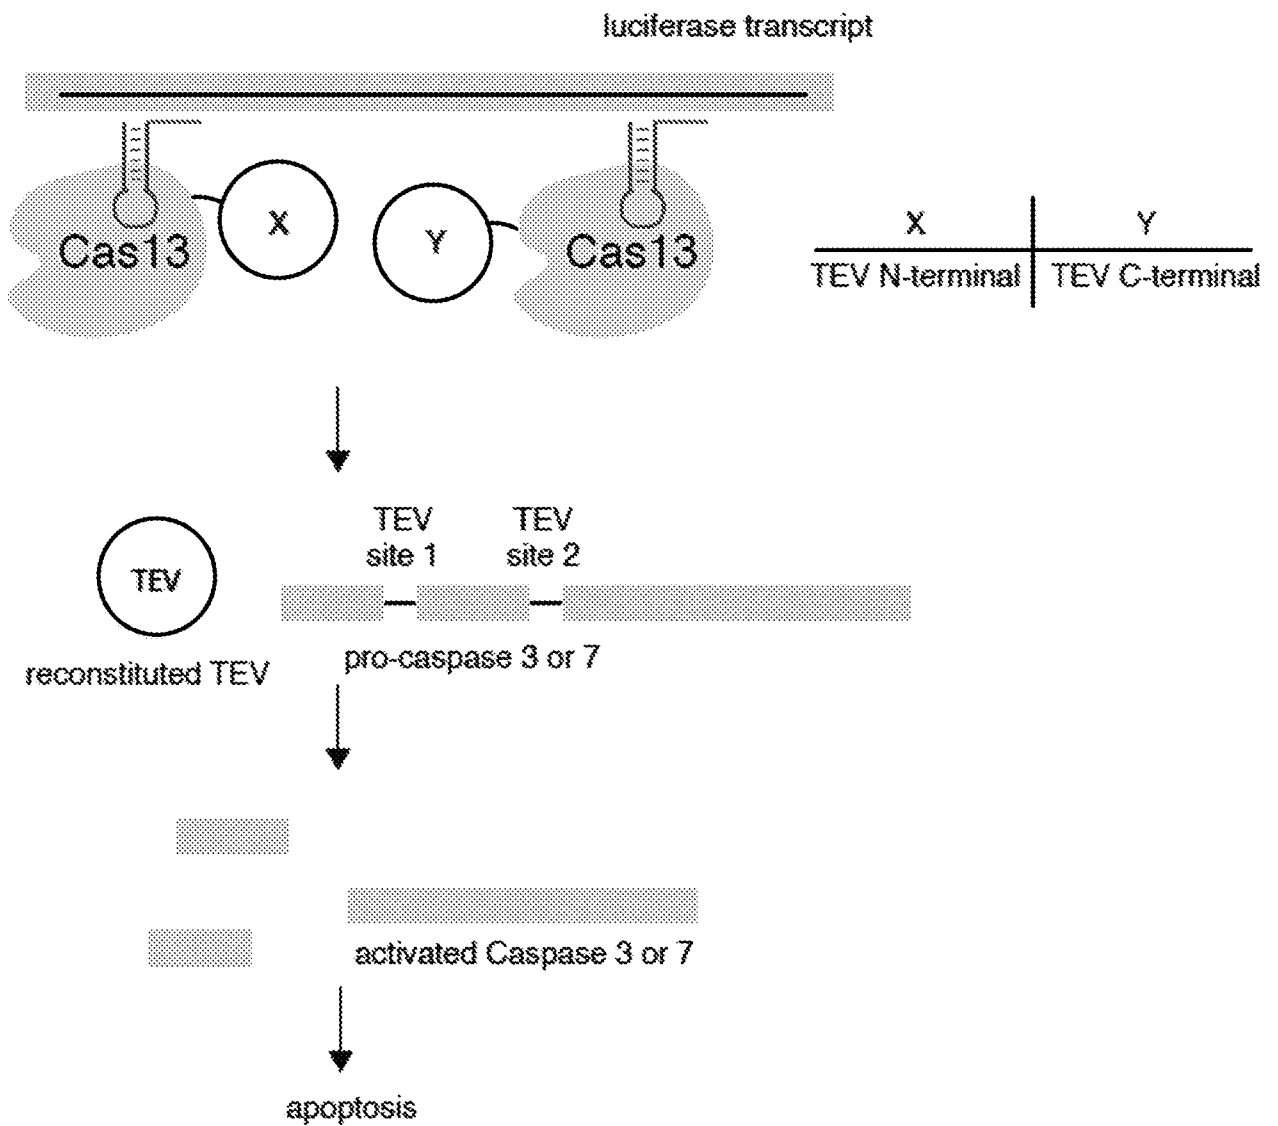 luciferase transcript
Cas13
X
Y
Cas13
X
Y
TEV N-terminal
TEV C-terminal
TEV
site 1
TEV
site 2
TEV
reconstituted TEV
pro-caspase 3 or 7
activated Caspase 3 or 7
apoptosis